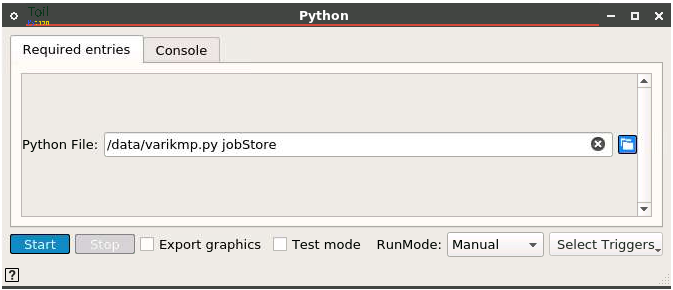 Toil
Python
Required entries
Console
Python File:
/data/varikmp.py jobStore
Start
Stop
Export graphics
Test mode
RunMode:
Manual
Select Triggers
?